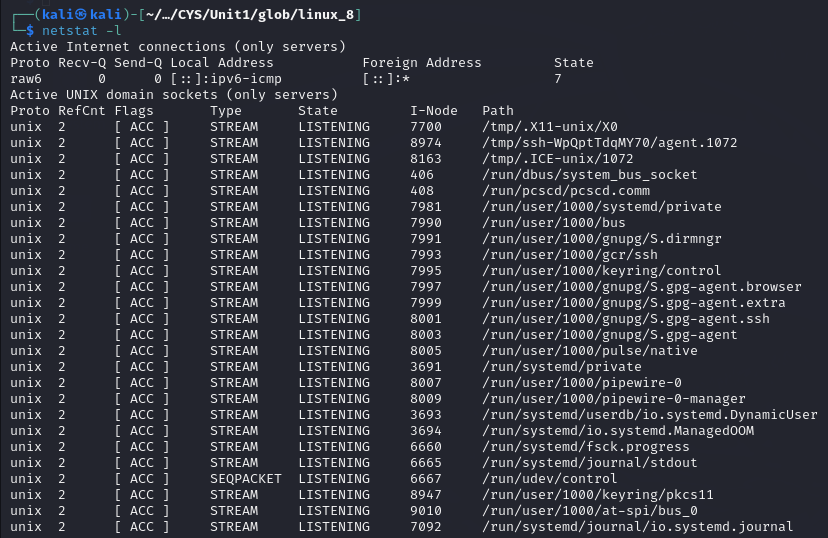 ┌──(kali㉿kali)-[~/…/CYS/Unit1/glob/linux_8]
└─$ netstat -l
Active Internet connections (only servers)
Proto Recv-Q Send-Q Local Address           Foreign Address         State
raw6       0      0 [::]:ipv6-icmp          [::]:*                  7
Active UNIX domain sockets (only servers)
Proto RefCnt Flags       Type       State         I-Node   Path
unix  2      [ ACC ]     STREAM     LISTENING     7700     /tmp/.X11-unix/X0
unix  2      [ ACC ]     STREAM     LISTENING     8974     /tmp/ssh-WpQptTdqMY70/agent.1072
unix  2      [ ACC ]     STREAM     LISTENING     8163     /tmp/.ICE-unix/1072
unix  2      [ ACC ]     STREAM     LISTENING     406      /run/dbus/system_bus_socket
unix  2      [ ACC ]     STREAM     LISTENING     408      /run/pcscd/pcscd.comm
unix  2      [ ACC ]     STREAM     LISTENING     7981     /run/user/1000/systemd/private
unix  2      [ ACC ]     STREAM     LISTENING     7990     /run/user/1000/bus
unix  2      [ ACC ]     STREAM     LISTENING     7991     /run/user/1000/gnupg/S.dirmngr
unix  2      [ ACC ]     STREAM     LISTENING     7993     /run/user/1000/gcr/ssh
unix  2      [ ACC ]     STREAM     LISTENING     7995     /run/user/1000/keyring/control
unix  2      [ ACC ]     STREAM     LISTENING     7997     /run/user/1000/gnupg/S.gpg-agent.browser
unix  2      [ ACC ]     STREAM     LISTENING     7999     /run/user/1000/gnupg/S.gpg-agent.extra
unix  2      [ ACC ]     STREAM     LISTENING     8001     /run/user/1000/gnupg/S.gpg-agent.ssh
unix  2      [ ACC ]     STREAM     LISTENING     8003     /run/user/1000/gnupg/S.gpg-agent
unix  2      [ ACC ]     STREAM     LISTENING     8005     /run/user/1000/pulse/native
unix  2      [ ACC ]     STREAM     LISTENING     3691     /run/systemd/private
unix  2      [ ACC ]     STREAM     LISTENING     8007     /run/user/1000/pipewire-0
unix  2      [ ACC ]     STREAM     LISTENING     8009     /run/user/1000/pipewire-0-manager
unix  2      [ ACC ]     STREAM     LISTENING     3693     /run/systemd/userdb/io.systemd.DynamicUser
unix  2      [ ACC ]     STREAM     LISTENING     3694     /run/systemd/io.systemd.ManagedOOM
unix  2      [ ACC ]     STREAM     LISTENING     6660     /run/systemd/fsck.progress
unix  2      [ ACC ]     STREAM     LISTENING     6665     /run/systemd/journal/stdout
unix  2      [ ACC ]     SEQPACKET  LISTENING     6667     /run/udev/control
unix  2      [ ACC ]     STREAM     LISTENING     8947     /run/user/1000/keyring/pkcs11
unix  2      [ ACC ]     STREAM     LISTENING     9010     /run/user/1000/at-spi/bus_0
unix  2      [ ACC ]     STREAM     LISTENING     7092     /run/systemd/journal/io.systemd.journal